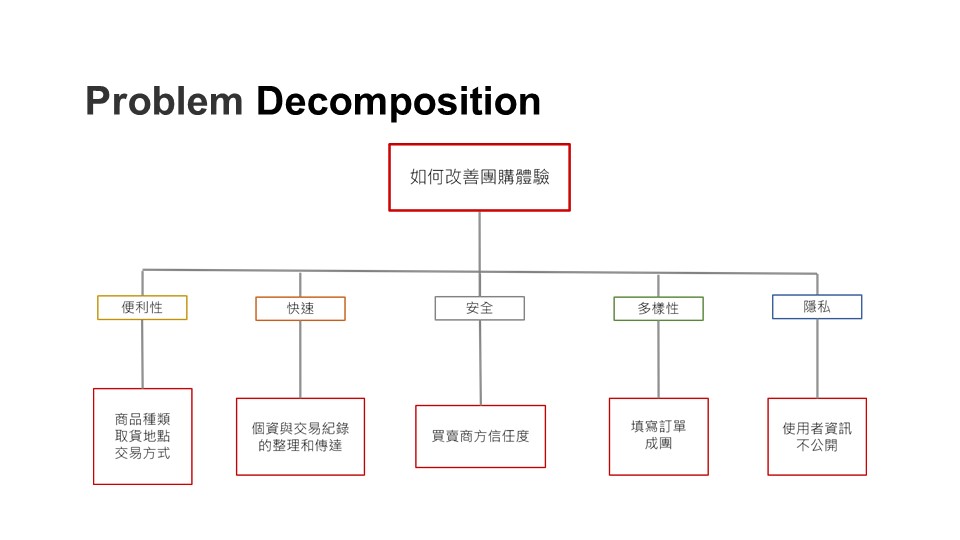 Problem Decomposition
如何改善團購體驗
便利性
快速
安全
多樣性
隱私
商品種類
取貨地點
交易方式
個資與交易紀錄
的整理和傳達
買賣商方信任度
填寫訂單
成團
使用者資訊
不公開